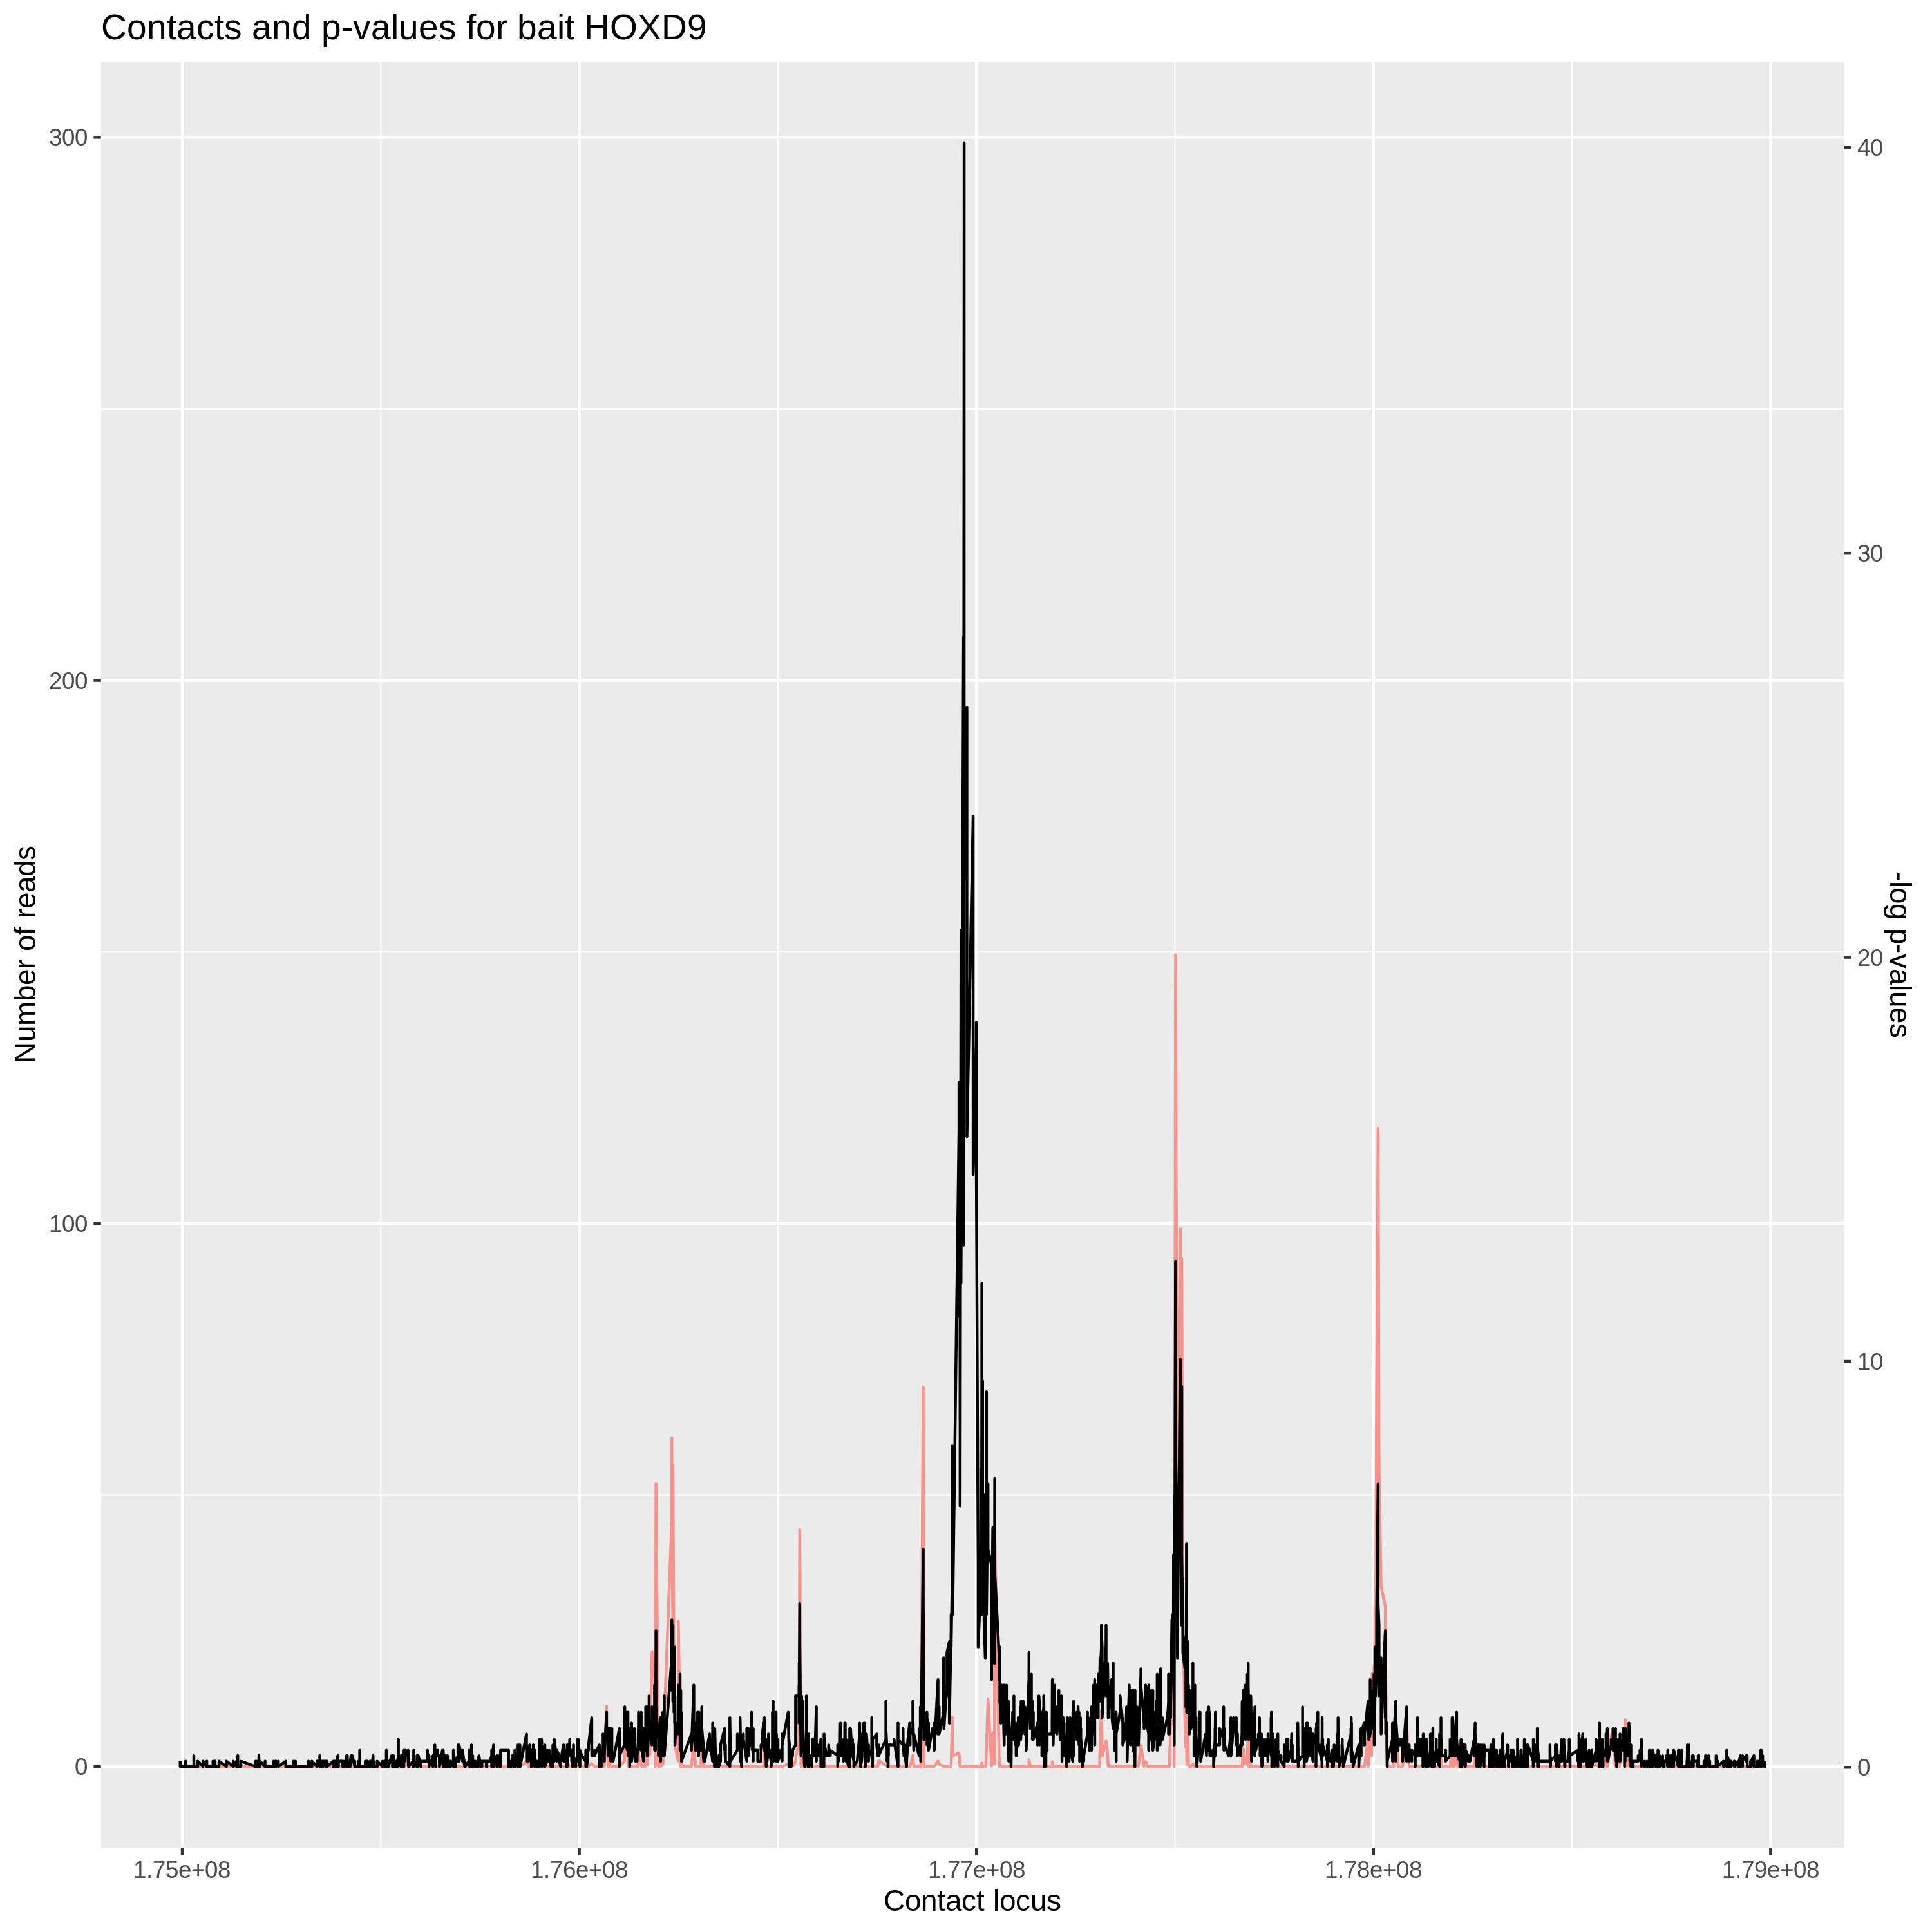 Contacts and p-values for bait HOXD9
300
200
100
0
Number of reads
40
30
20
10
0
-log p-values
1.75e+08
1.76e+08
1.77e+08
1.78e+08
1.79e+08
Contact locus